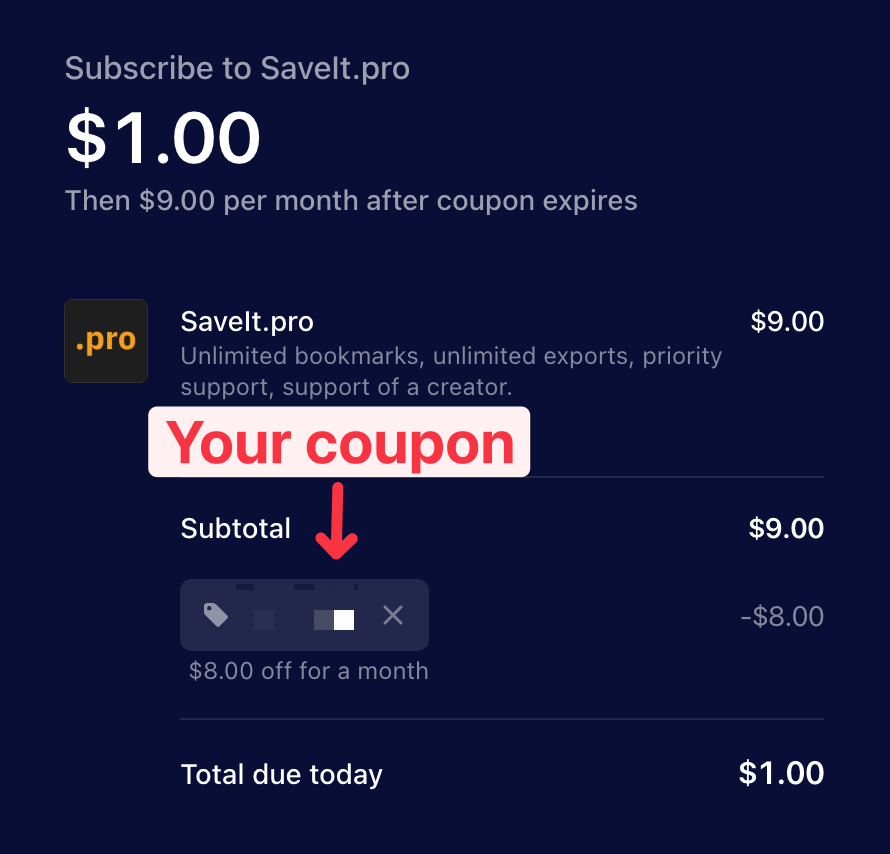 Subscribe to SaveIt.pro
$1.00
Then $9.00 per month after coupon expires
.pro
SaveIt.pro
$9.00
Unlimited bookmarks, unlimited exports, priority
support, support of a creator.
Your coupon
Subtotal
$9.00
-$8.00
$8.00 off for a month
Total due today
$1.00